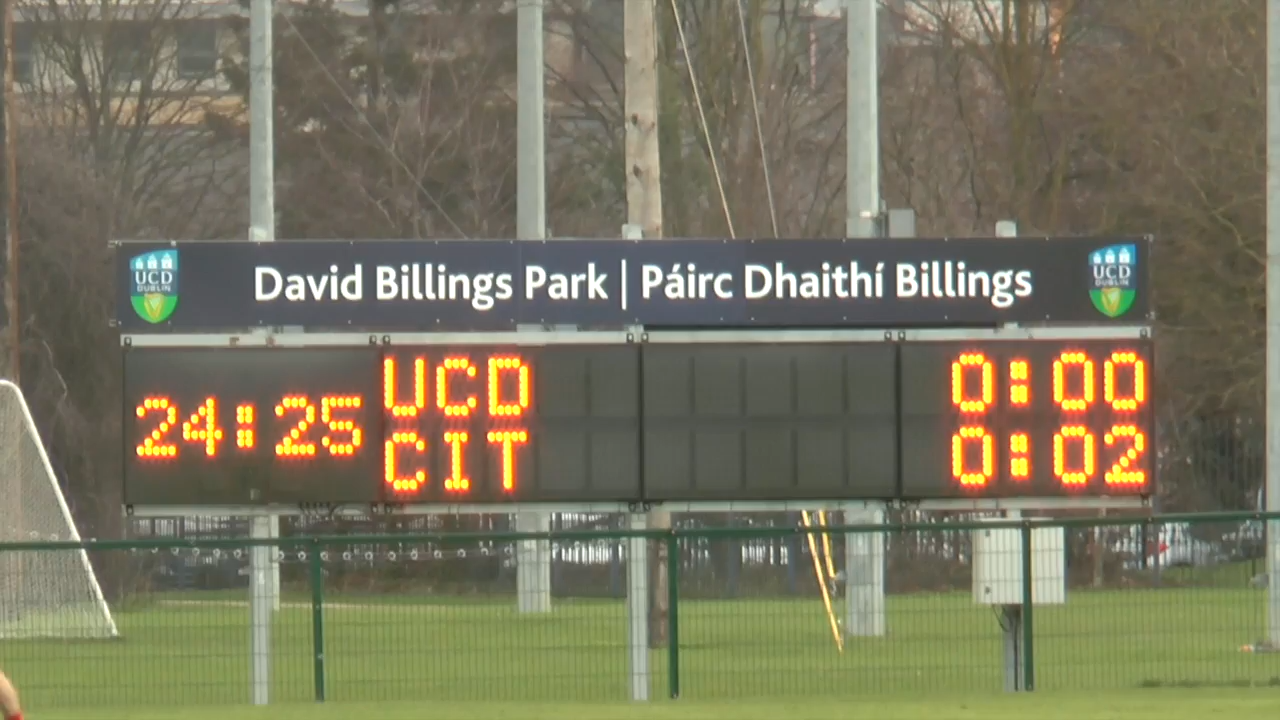 UCD
DUBLIN
David Billings Park | Páirc Dhaithí Billings
UCD
DUBLIN
24:25
UCD 0:00
CIT 0:02